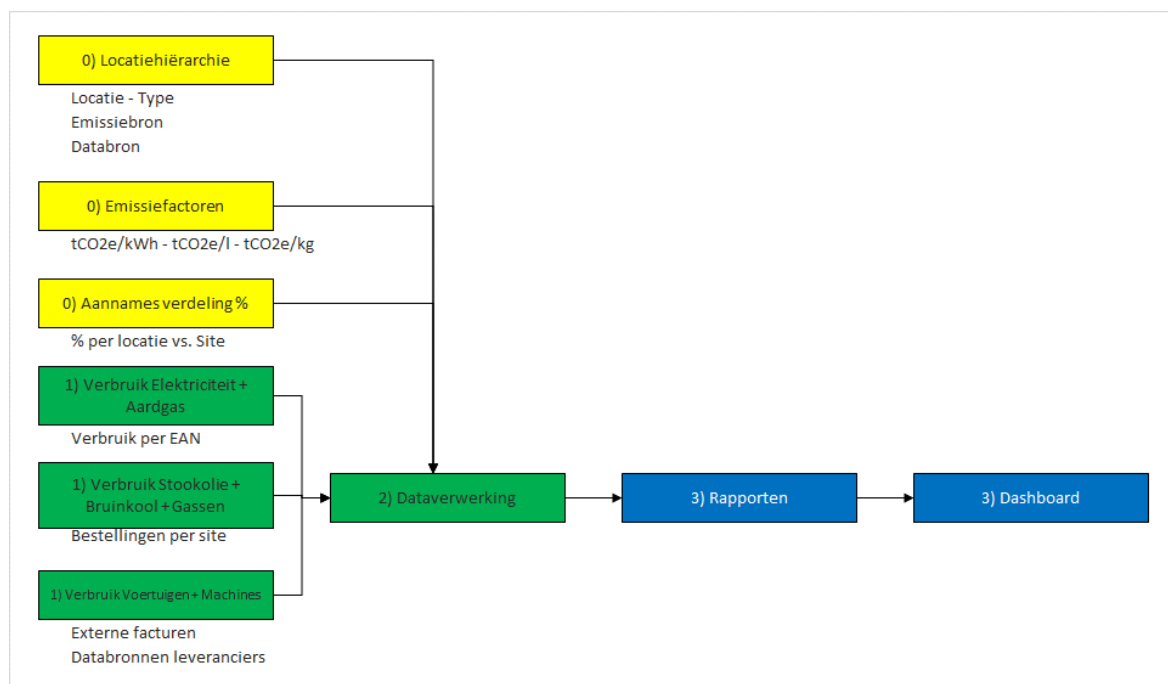 0) Locatiehiërarchie
Locatie - Type
Emissiebron
Databron
0) Emissiefactoren
tCO2e/kWh - tCO2e/l - tCO2e/kg
0) Aannames verdeling %
% per locatie vs. Site
1) Verbruik Elektriciteit +
Aardgas
Verbruik per EAN
1) Verbruik Stookolie +
Bruinkool + Gassen
Bestellingen per site
1) Verbruik Voertuigen + Machines
Externe facturen
Databronnen leveranciers
2) Dataverwerking
3) Rapporten
3) Dashboard